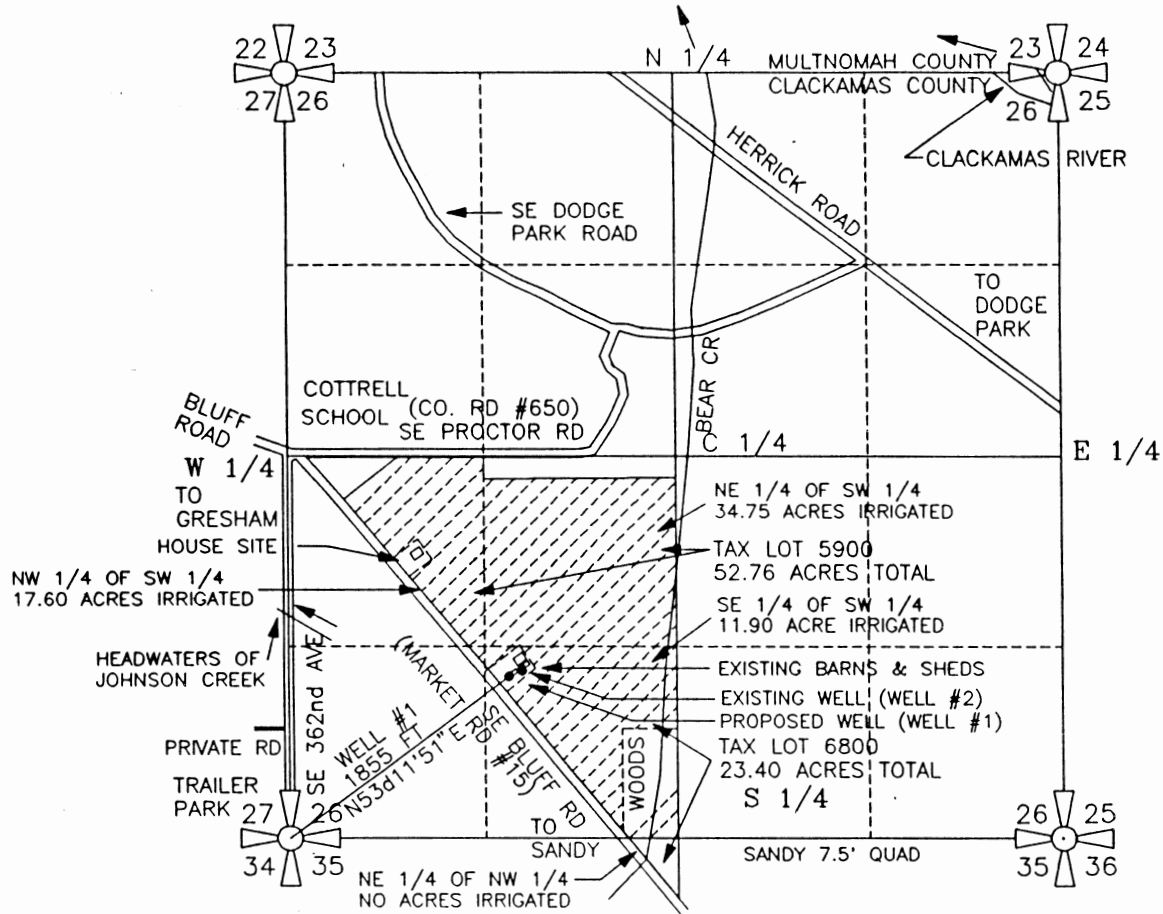 22 23
27 26
N 1/4
MULTNOMAH COUNTY
CLACKAMAS COUNTY
23 24
26 25
CLACKAMAS RIVER
HERRICK ROAD
SE DODGE
PARK ROAD
TO
DODGE
PARK
BEAR CR
COTTRELL
SCHOOL
(CO. RD #650)
SE PROCTOR RD
BLUFF
ROAD
W 1/4
C 1/4
E 1/4
TO
GRESHAM
HOUSE SITE
NW 1/4 OF SW 1/4
17.60 ACRES IRRIGATED
NE 1/4 OF SW 1/4
34.75 ACRES IRRIGATED
TAX LOT 5900
52.76 ACRES TOTAL
SE 1/4 OF SW 1/4
11.90 ACRE IRRIGATED
HEADWATERS OF
JOHNSON CREEK
SE 362nd AVE
(MARKET RD #15)
SE BLUFF RD
EXISTING BARNS & SHEDS
EXISTING WELL (WELL #2)
PROPOSED WELL (WELL #1)
WELL #1
1855 FT
N53d11'51"E
PRIVATE RD
TRAILER
PARK
WOODS
TAX LOT 6800
23.40 ACRES TOTAL
S 1/4
27 26
34 35
TO
SANDY
SANDY 7.5' QUAD
26 25
35 36
NE 1/4 OF NW 1/4
NO ACRES IRRIGATED